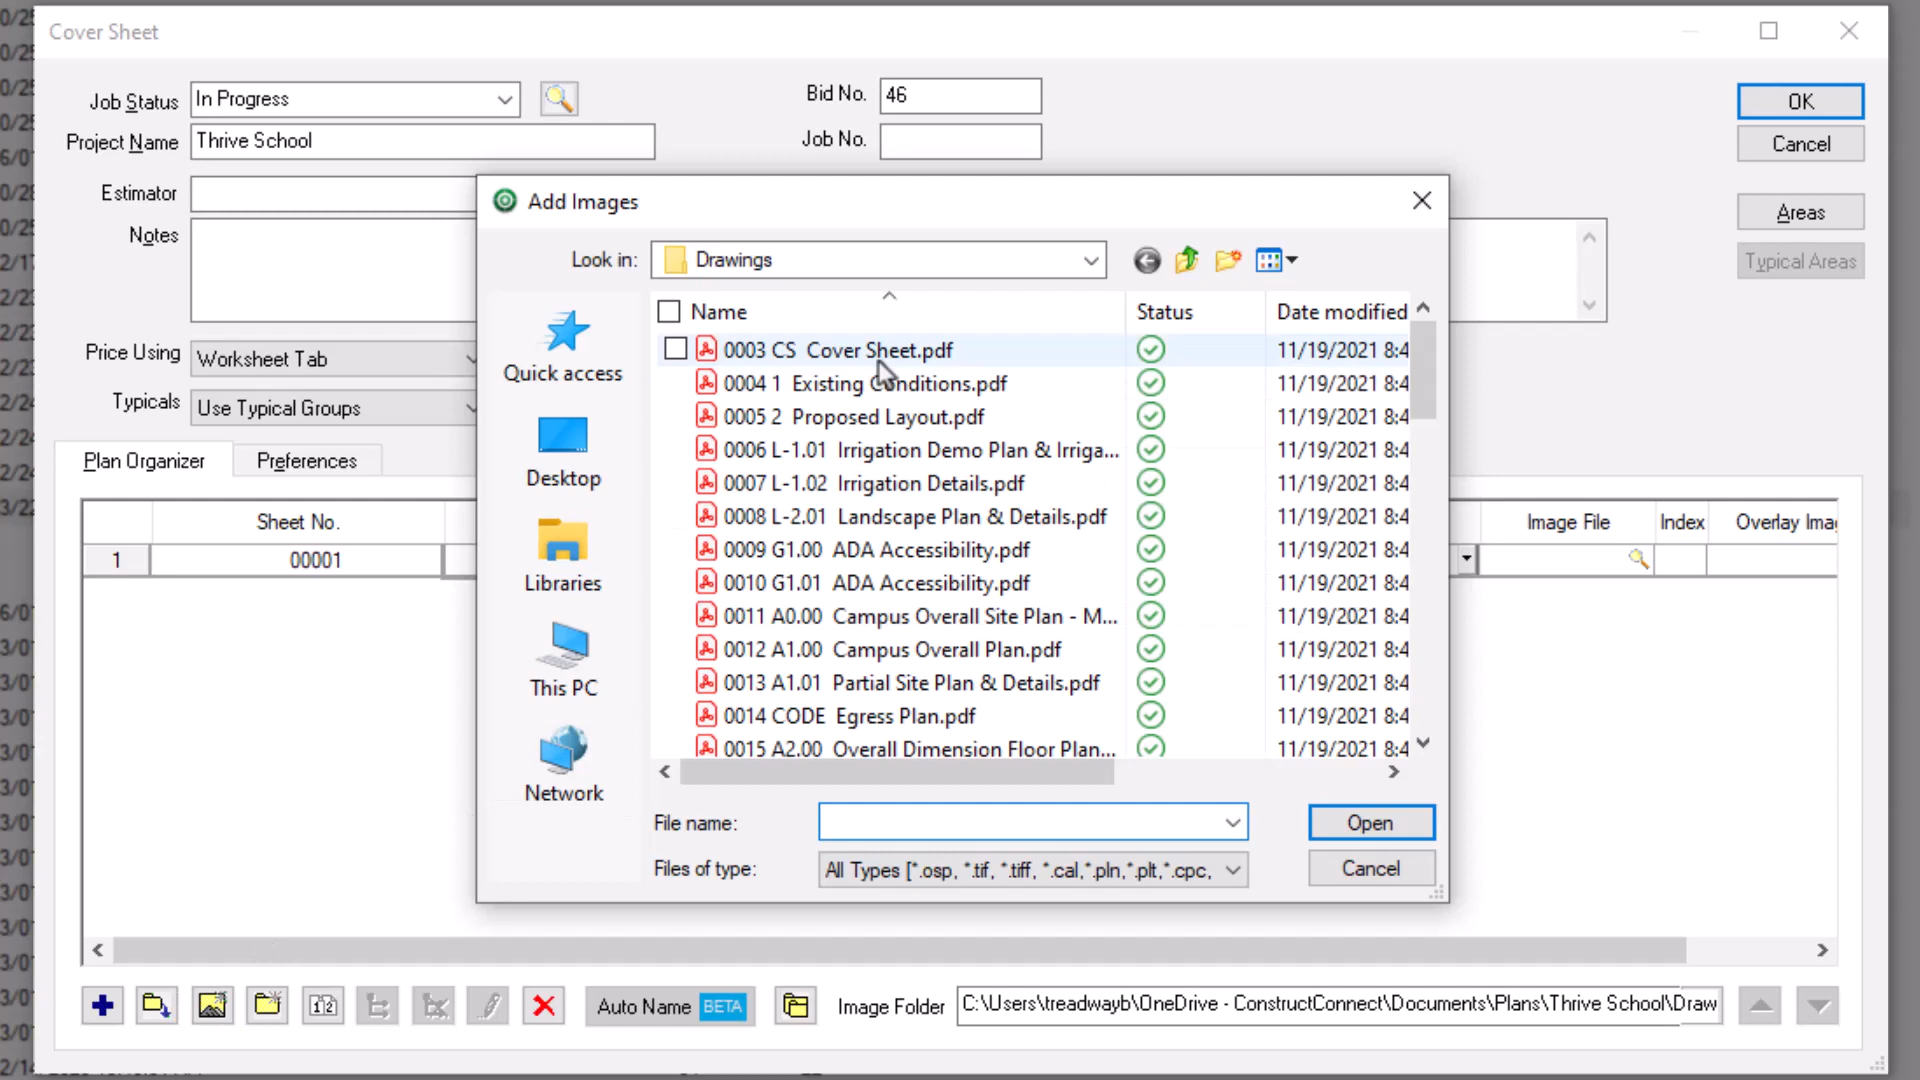 Cover Sheet
Job Status In Progress
Bid No. 46
OK
Project Name Thrive School
Job No.
Cancel
Estimator
Notes
Areas
Typical Areas
Price Using Worksheet Tab
Typicals Use Typical Groups
Plan Organizer Preferences
Sheet No. Image File Index Overlay Ima
1 00001
Add Images
Look in: Drawings
Quick access
Desktop
Libraries
This PC
Network
Name Status Date modified
0003 CS Cover Sheet.pdf 11/19/2021 8:4
0004 1 Existing Conditions.pdf 11/19/2021 8:4
0005 2 Proposed Layout.pdf 11/19/2021 8:4
0006 L-1.01 Irrigation Demo Plan & Irriga... 11/19/2021 8:4
0007 L-1.02 Irrigation Details.pdf 11/19/2021 8:4
0008 L-2.01 Landscape Plan & Details.pdf 11/19/2021 8:4
0009 G1.00 ADA Accessibility.pdf 11/19/2021 8:4
0010 G1.01 ADA Accessibility.pdf 11/19/2021 8:4
0011 A0.00 Campus Overall Site Plan - M... 11/19/2021 8:4
0012 A1.00 Campus Overall Plan.pdf 11/19/2021 8:4
0013 A1.01 Partial Site Plan & Details.pdf 11/19/2021 8:4
0014 CODE Egress Plan.pdf 11/19/2021 8:4
0015 A2.00 Overall Dimension Floor Plan... 11/19/2021 8:4
File name: Open
Files of type: All Types [*.osp, *.tif, *.tiff, *.cal,*.pln,*.plt,*.cpc, Cancel
Auto Name BETA Image Folder C:\Users\treadwayb\OneDrive - ConstructConnect\Documents\Plans\Thrive School\Draw